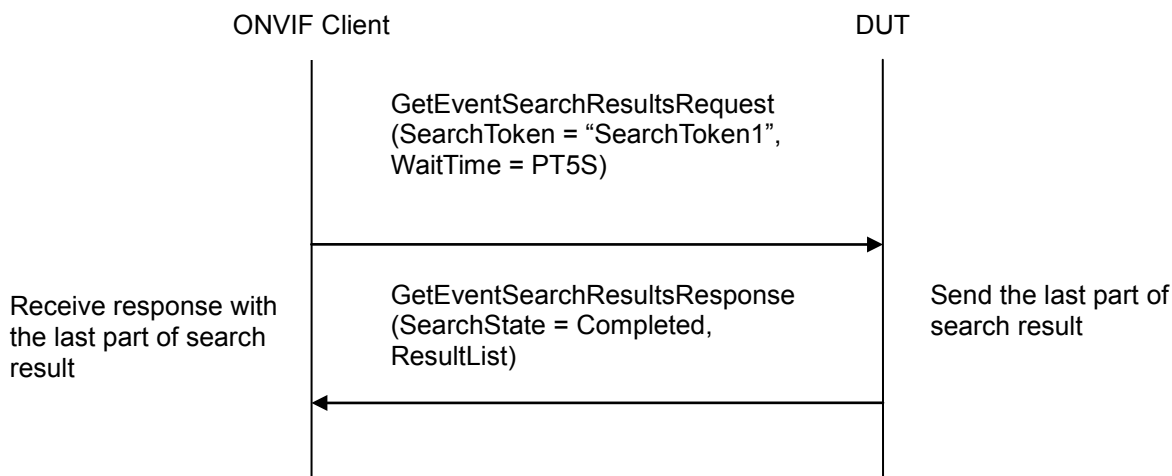 ONVIF Client
DUT
GetEventSearchResultsRequest
(SearchToken = “SearchToken1”,
WaitTime = PT5S)
Receive response with
the last part of search
result
GetEventSearchResultsResponse
(SearchState = Completed,
ResultList)
Send the last part of
search result